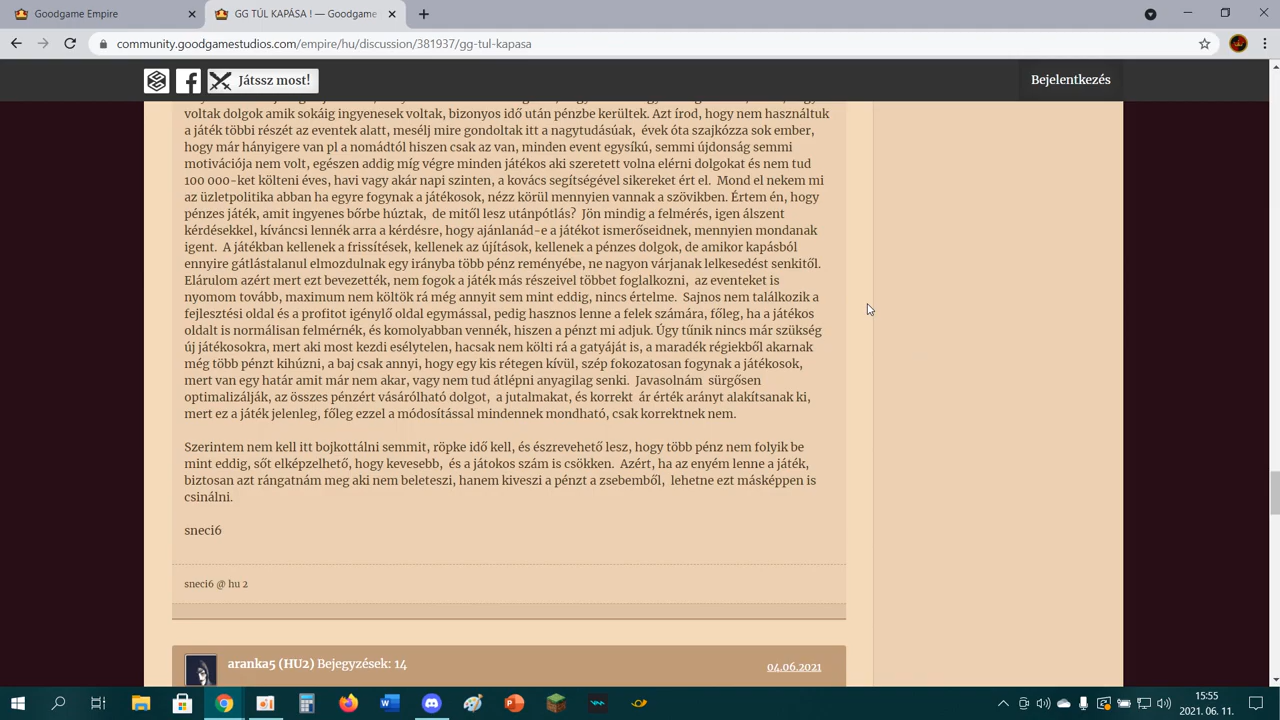 Goodgame Empire
GG TÚL KAPÁSA ! — Goodgame
community.goodgamestudios.com/empire/hu/discussion/381937/gg-tul-kapasa
Játssz most!
Bejelentkezés
voltak dolgok amik sokáig ingyenesek voltak, bizonyos idő után pénzbe kerültek. Azt írod, hogy nem használtuk
a játék többi részét az eventek alatt, mesélj mire gondoltak itt a nagytudásúak,  évek óta szajkózza sok ember,
hogy már hányigere van pl a nomádtól hiszen csak az van, minden event egysíkú, semmi újdonság semmi
motivációja nem volt, egészen addig míg végre minden játékos aki szeretett volna elérni dolgokat és nem tud
100 000-ket költeni éves, havi vagy akár napi szinten, a kovács segítségével sikereket ért el.  Mond el nekem mi
az üzletpolitika abban ha egyre fogynak a játékosok, nézz körül mennyien vannak a szövikben. Értem én, hogy
pénzes játék, amit ingyenes bőrbe húztak,  de mitől lesz utánpótlás?  Jön mindig a felmérés, igen álszent
kérdésekkel, kíváncsi lennék arra a kérdésre, hogy ajánlanád-e a játékot ismerőseidnek, mennyien mondanak
igent.  A játékban kellenek a frissítések, kellenek az újítások, kellenek a pénzes dolgok, de amikor kapásból
ennyire gátlástalanul elmozdulnak egy irányba több pénz reményébe, ne nagyon várjanak lelkesedést senkitől.
Elárulom azért mert ezt bevezették, nem fogok a játék más részeivel többet foglalkozni,  az eventeket is
nyomom tovább, maximum nem költök rá még annyit sem mint eddig, nincs értelme.  Sajnos nem találkozik a
fejlesztési oldal és a profitot igénylő oldal egymással, pedig hasznos lenne a felek számára, főleg, ha a játékos
oldalt is normálisan felmérnék, és komolyabban vennék, hiszen a pénzt mi adjuk. Úgy tűnik nincs már szükség
új játékosokra, mert aki most kezdi esélytelen, hacsak nem költi rá a gatyáját is, a maradék régiekből akarnak
még több pénzt kihúzni, a baj csak annyi, hogy egy kis rétegen kívül, szép fokozatosan fogynak a játékosok,
mert van egy határ amit már nem akar, vagy nem tud átlépni anyagilag senki.  Javasolnám  sürgősen
optimalizálják, az összes pénzért vásárólható dolgot,  a jutalmakat, és korrekt  ár érték arányt alakítsanak ki,
mert ez a játék jelenleg, főleg ezzel a módosítással mindennek mondható, csak korrektnek nem.
Szerintem nem kell itt bojkottálni semmit, röpke idő kell, és észrevehető lesz, hogy több pénz nem folyik be
mint eddig, sőt elképzelhető, hogy kevesebb,  és a játokos szám is csökken.  Azért, ha az enyém lenne a játék,
biztosan azt rángatnám meg aki nem beleteszi, hanem kiveszi a pénzt a zsebemből,  lehetne ezt másképpen is
csinálni.
sneci6
sneci6 @ hu 2
aranka5 (HU2) Bejegyzések: 14
04.06.2021
15:55
2021. 06. 11.